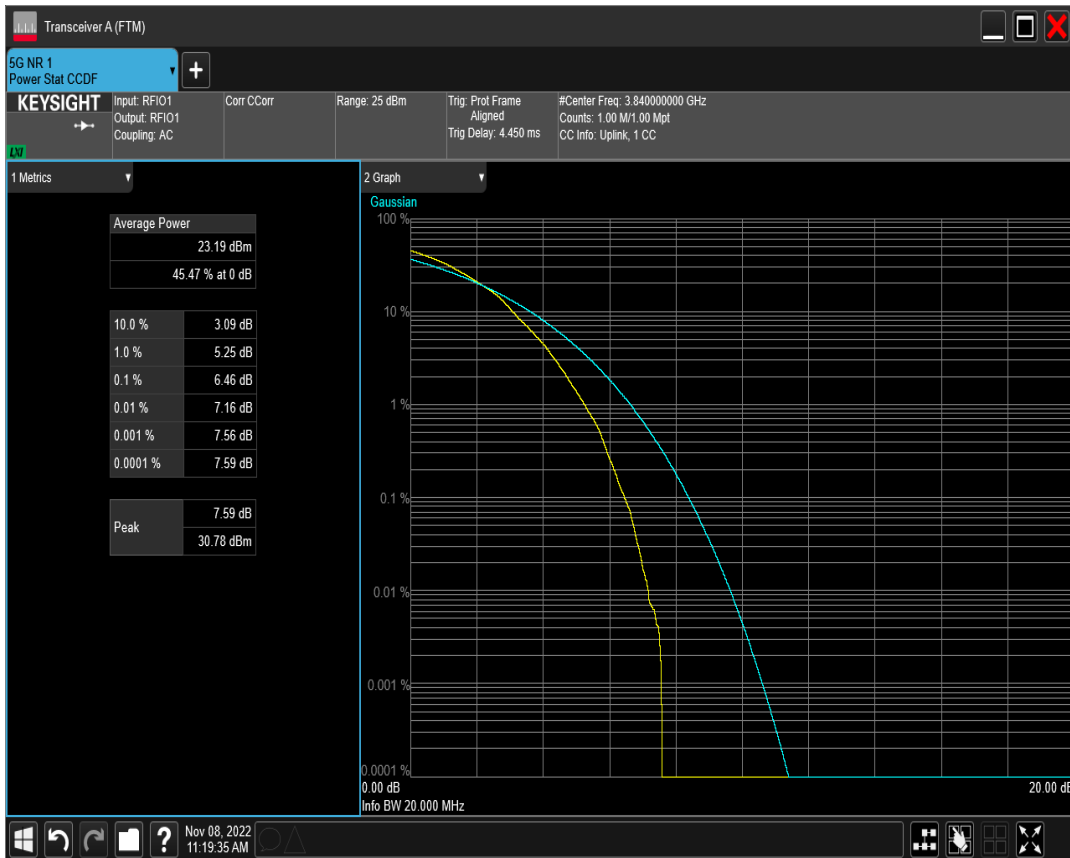 Transceiver A (FTM)
5G NR 1
Power Stat CCDF
+
KEYSIGHT
LXI
Input: RFIO1
Output: RFIO1
Coupling: AC
Corr CCorr
Range: 25 dBm
Trig: Prot Frame
Aligned
Trig Delay: 4.450 ms
#Center Freq: 3.840000000 GHz
Counts: 1.00 M/1.00 Mpt
CC Info: Uplink, 1 CC
1 Metrics
Average Power
23.19 dBm
45.47 % at 0 dB
10.0 % 3.09 dB
1.0 % 5.25 dB
0.1 % 6.46 dB
0.01 % 7.16 dB
0.001 % 7.56 dB
0.0001 % 7.59 dB
Peak 7.59 dB
30.78 dBm
2 Graph
Gaussian
100 %
10 %
1 %
0.1 %
0.01 %
0.001 %
0.0001 %
0.00 dB 20.00 dB
Info BW 20.000 MHz
? Nov 08, 2022
11:19:35 AM